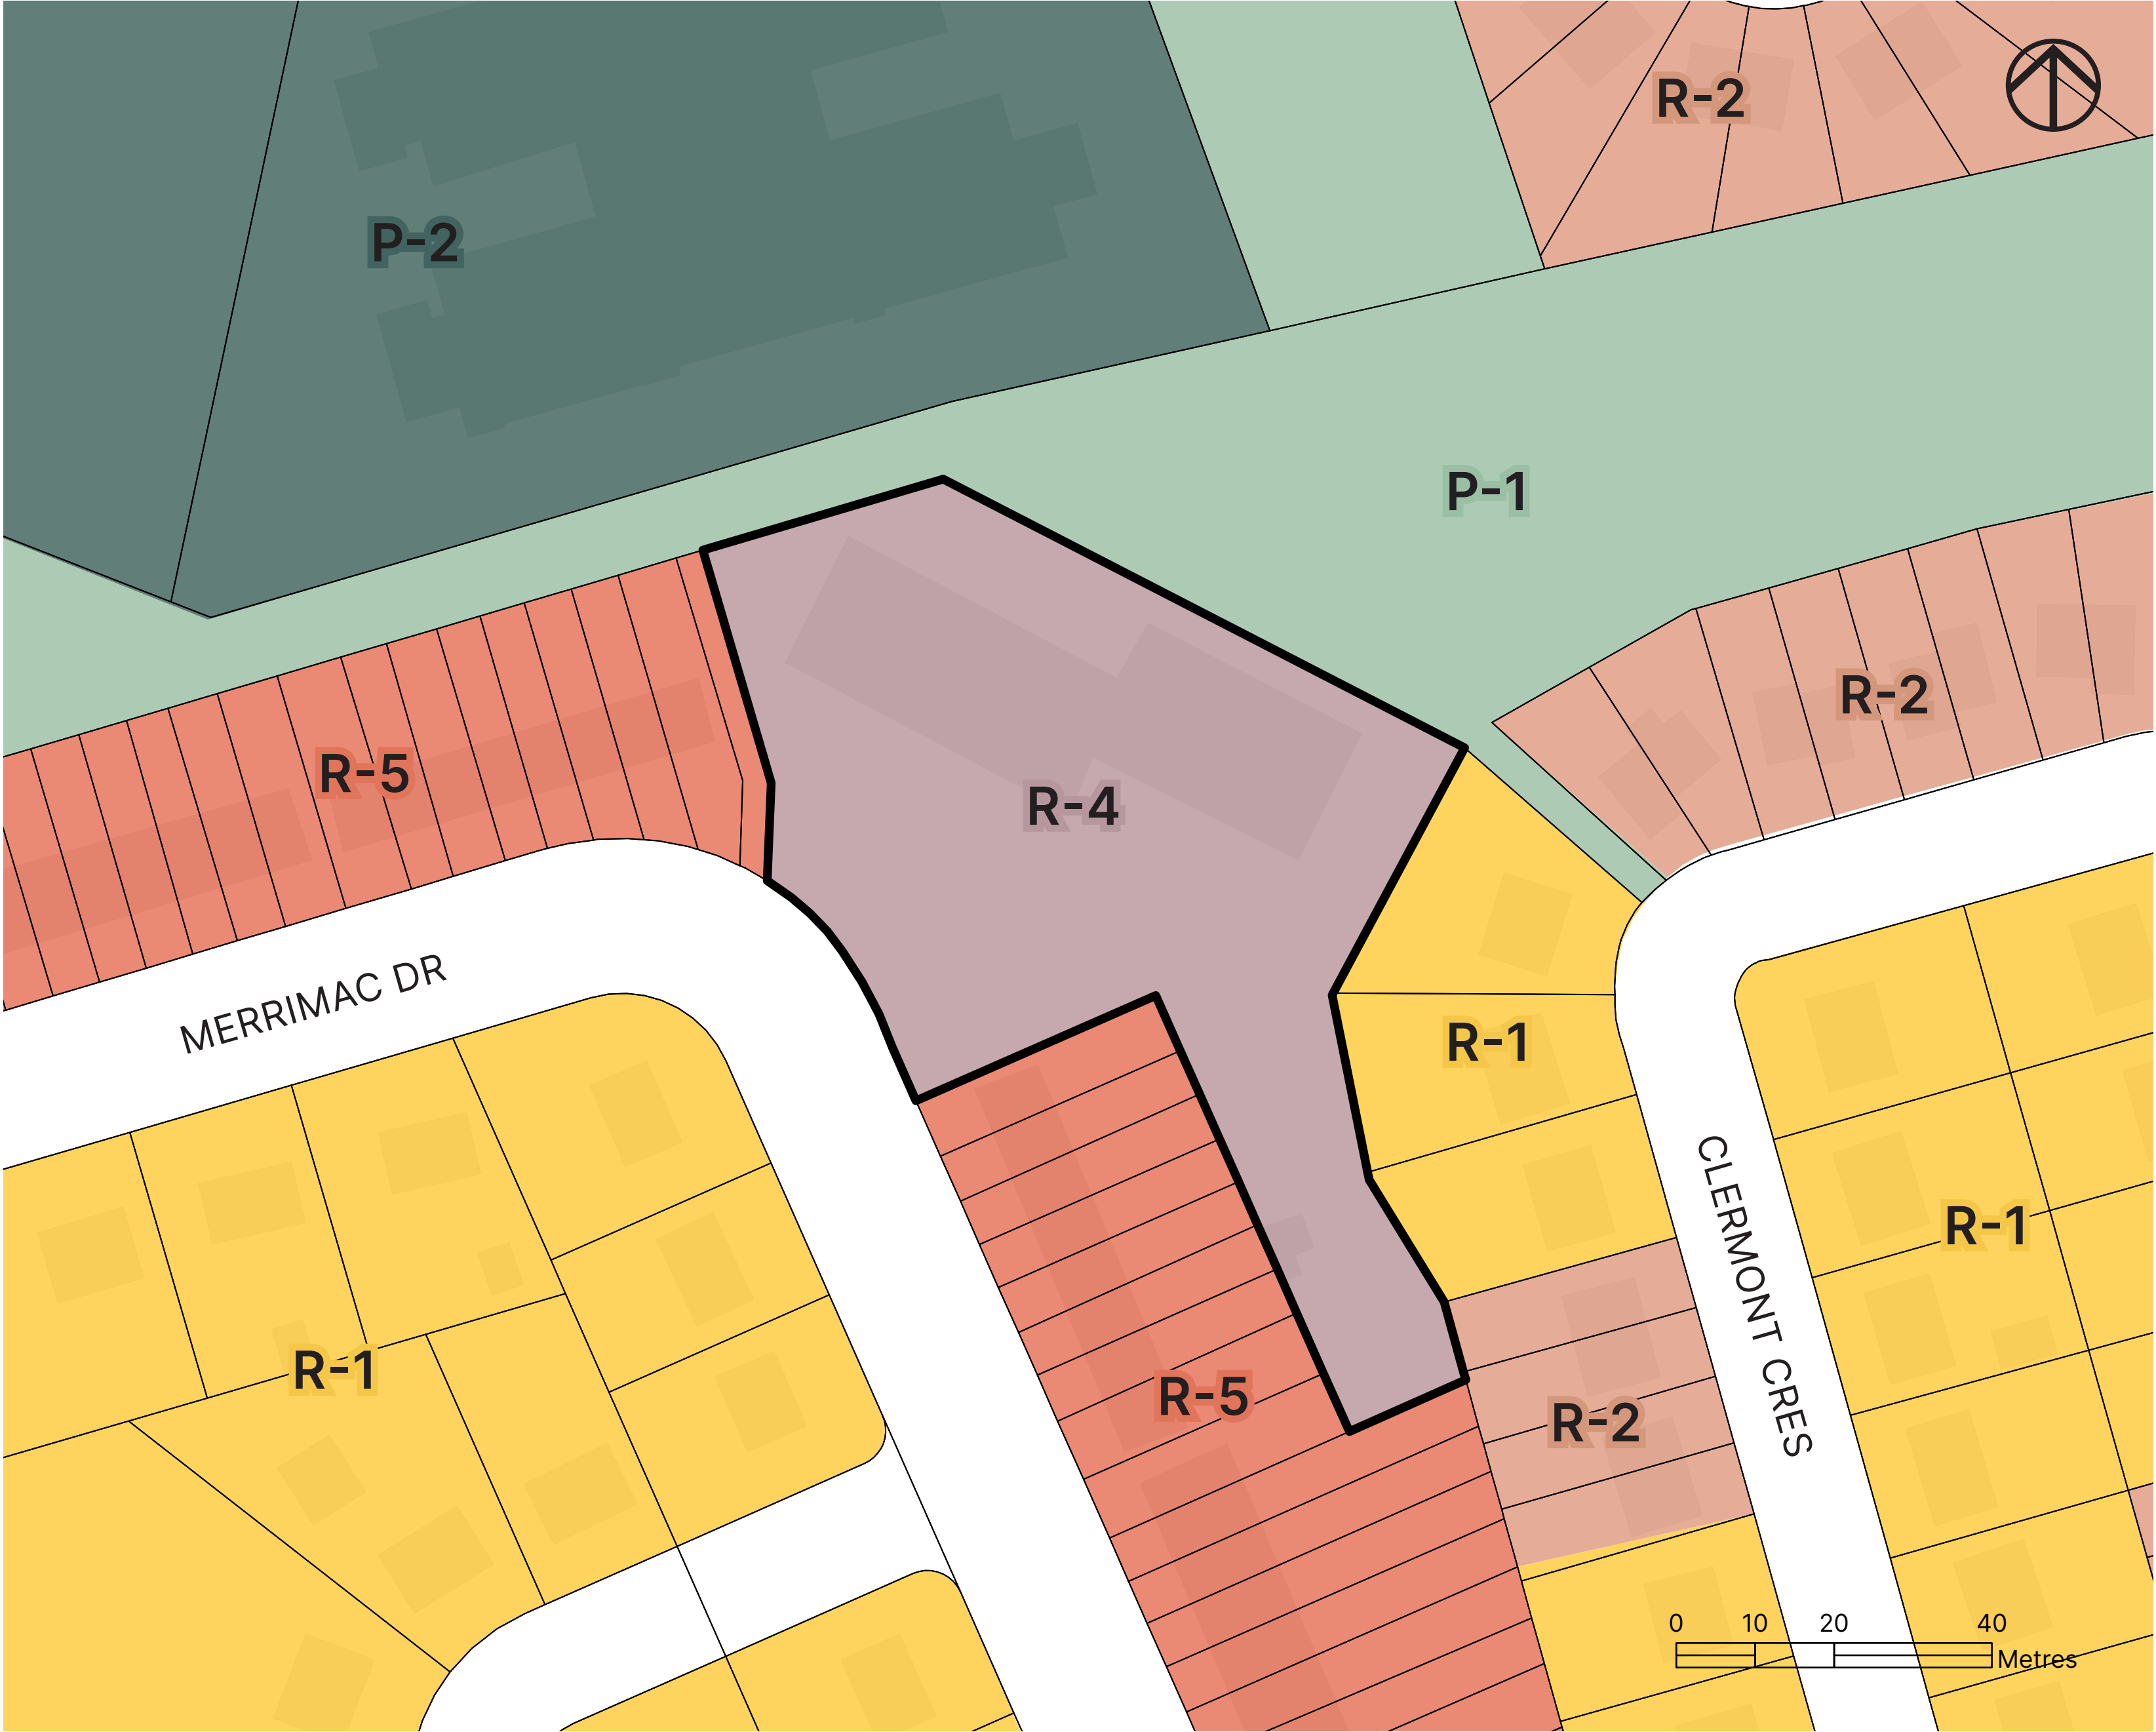 R-2
P-2
P-1
R-2
R-5
R-4
MERRIMAC DR
R-1
CLERMONT CRES
R-1
R-1
R-5
R-2
0 10 20 40
Metres